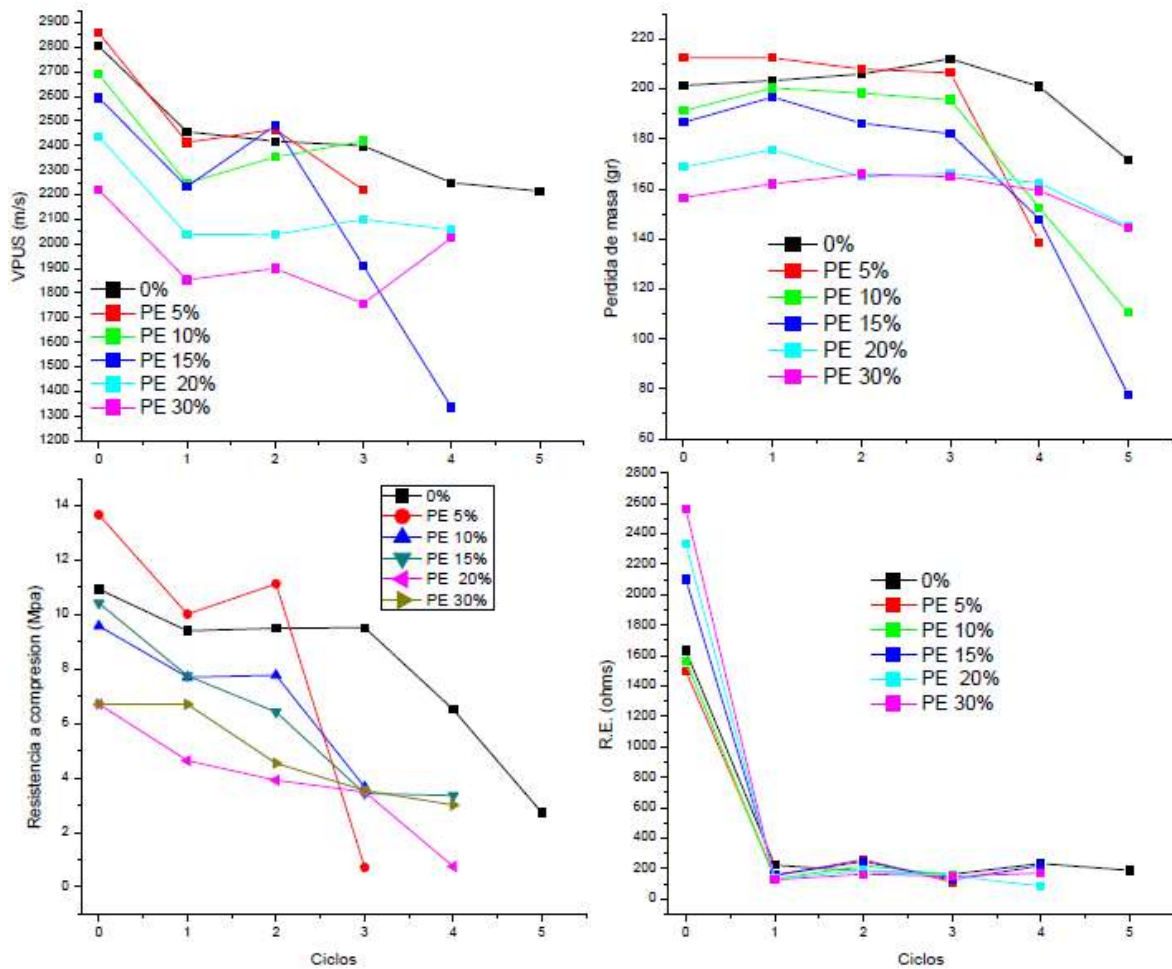 VPUS (m/s)
2900
2800
2700
2600
2500
2400
2300
2200
2100
2000
1900
1800
1700
1600
1500
1400
1300
1200
0%
PE 5%
PE 10%
PE 15%
PE 20%
PE 30%
0 1 2 3 4 5
Perdida de masa (gr)
220
200
180
160
140
120
100
80
60
0%
PE 5%
PE 10%
PE 15%
PE 20%
PE 30%
0 1 2 3 4 5
Resistencia a compresion (Mpa)
14
12
10
8
6
4
2
0
0%
PE 5%
PE 10%
PE 15%
PE 20%
PE 30%
0 1 2 3 4 5
Ciclos
R.E. (ohms)
2800
2600
2400
2200
2000
1800
1600
1400
1200
1000
800
600
400
200
0
0%
PE 5%
PE 10%
PE 15%
PE 20%
PE 30%
0 1 2 3 4 5
Ciclos